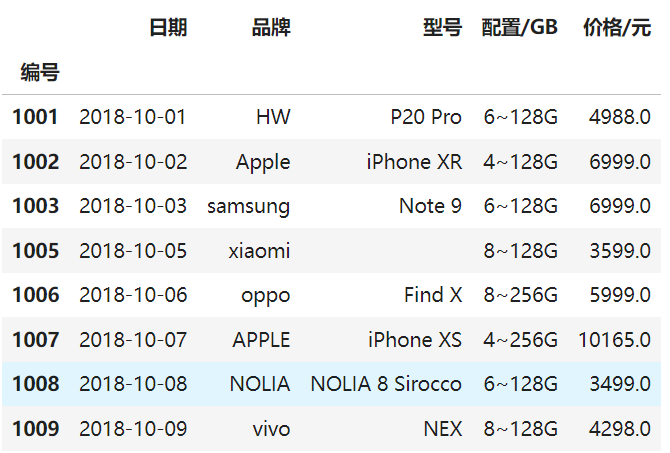 日期 品牌 型号 配置/GB 价格/元
编号
1001 2018-10-01 HW P20 Pro 6~128G 4988.0
1002 2018-10-02 Apple iPhone XR 4~128G 6999.0
1003 2018-10-03 samsung Note 9 6~128G 6999.0
1005 2018-10-05 xiaomi 8~128G 3599.0
1006 2018-10-06 oppo Find X 8~256G 5999.0
1007 2018-10-07 APPLE iPhone XS 4~256G 10165.0
1008 2018-10-08 NOLIA NOLIA 8 Sirocco 6~128G 3499.0
1009 2018-10-09 vivo NEX 8~128G 4298.0